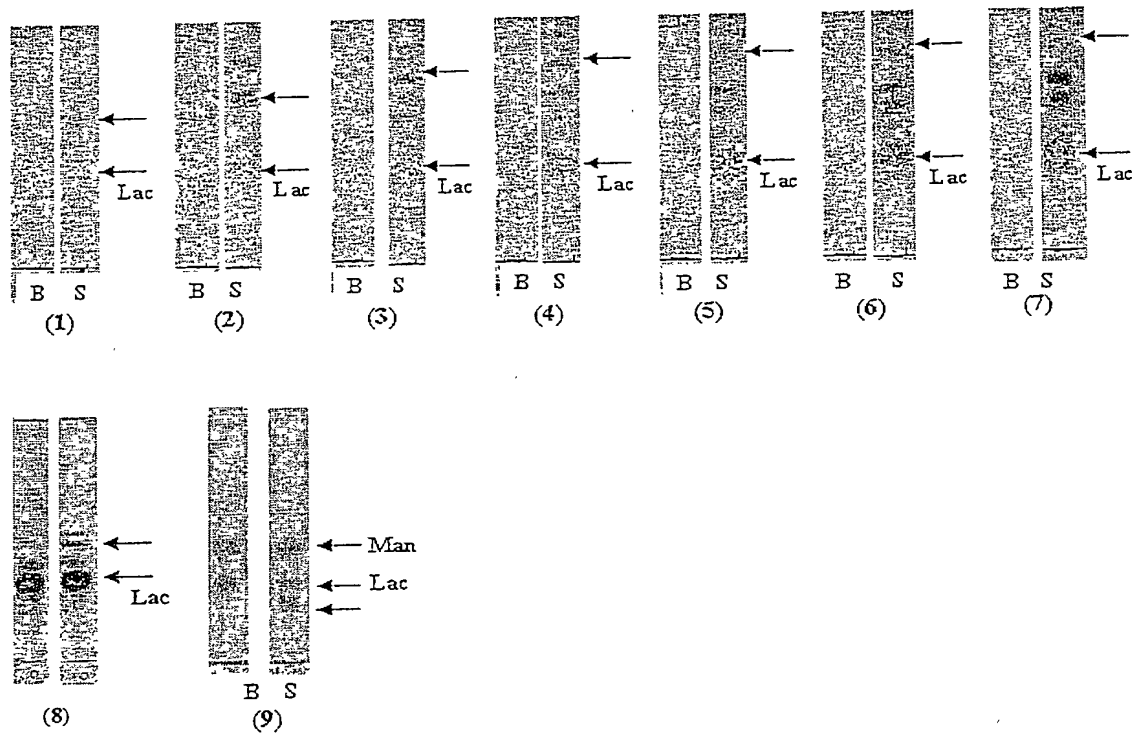 Lac Lac Lac Lac Lac Lac Lac
B S B S B S B S B S B S B S
(1) (2) (3) (4) (5) (6) (7)
Man
Lac
Lac
B S
(8) (9)